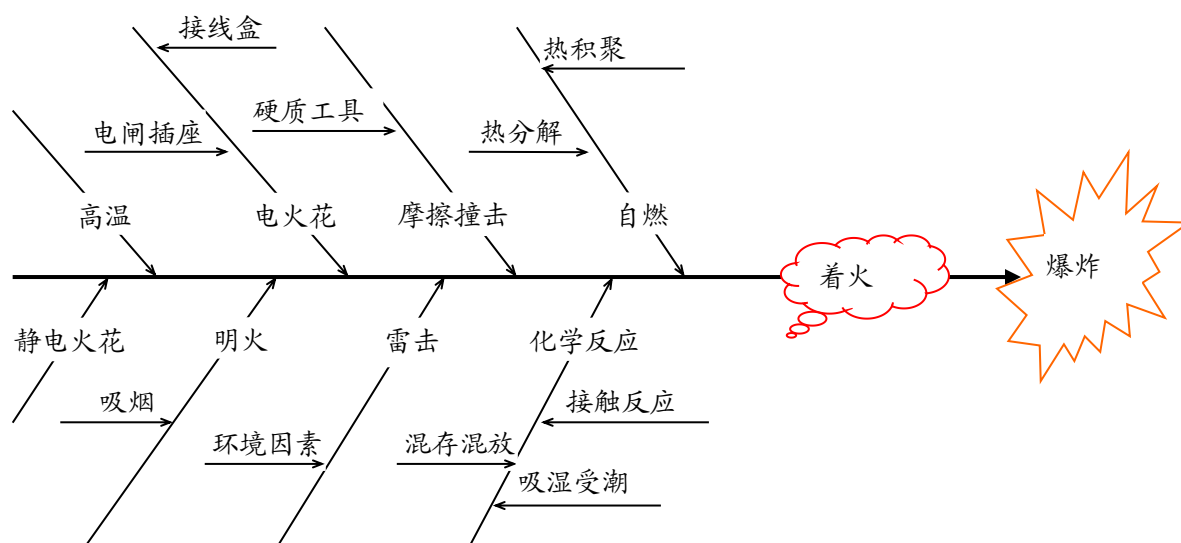 接线盒
热积聚
硬质工具
电闸插座
热分解
高温
电火花
摩擦撞击
自燃
着火
爆炸
静电火花
明火
雷击
化学反应
吸烟
接触反应
环境因素
混存混放
吸湿受潮